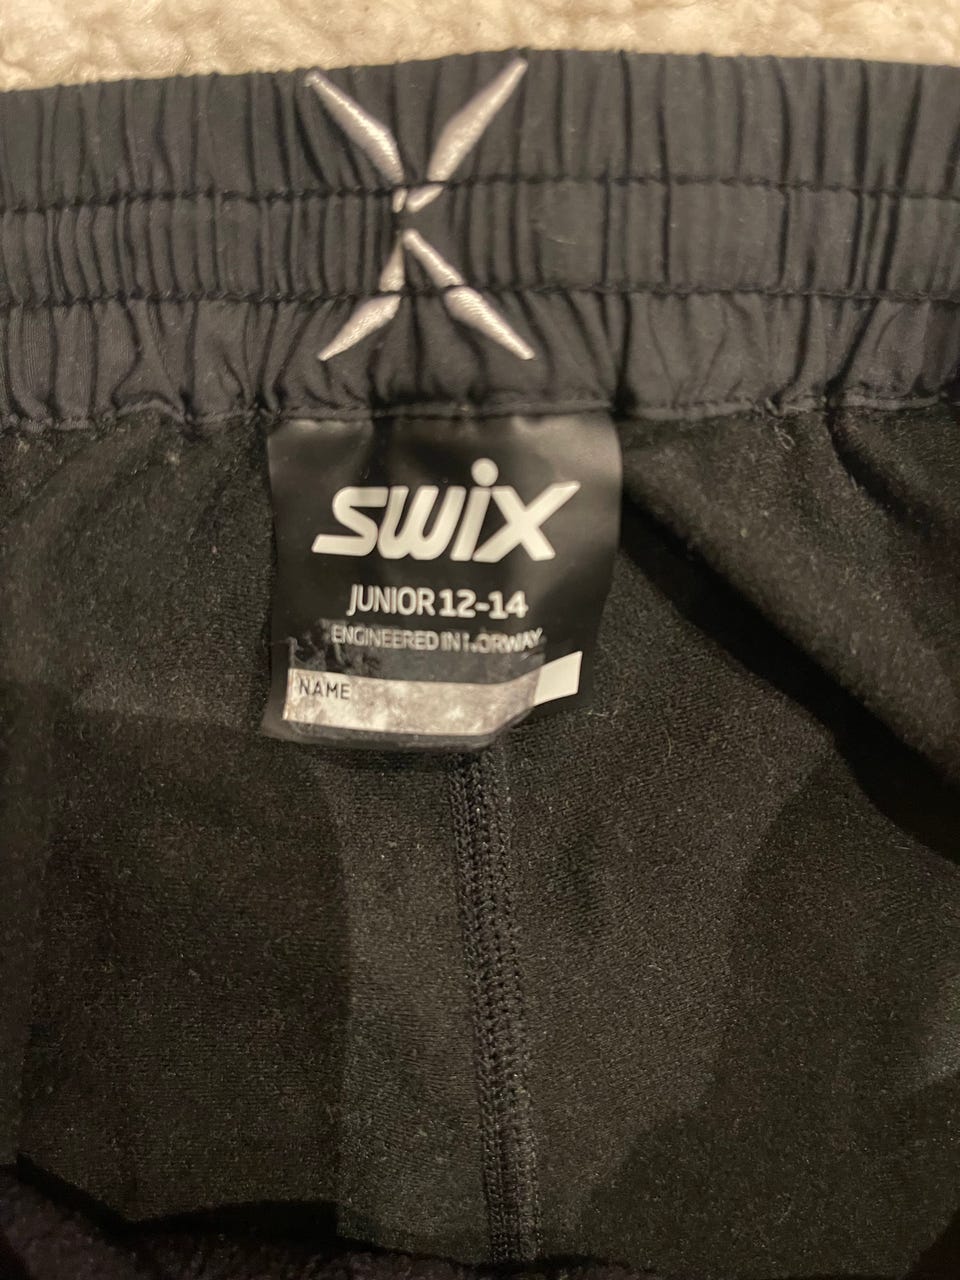 SWiX
JUNIOR 12-14
ENGINEERED IN NORWAY
NAME